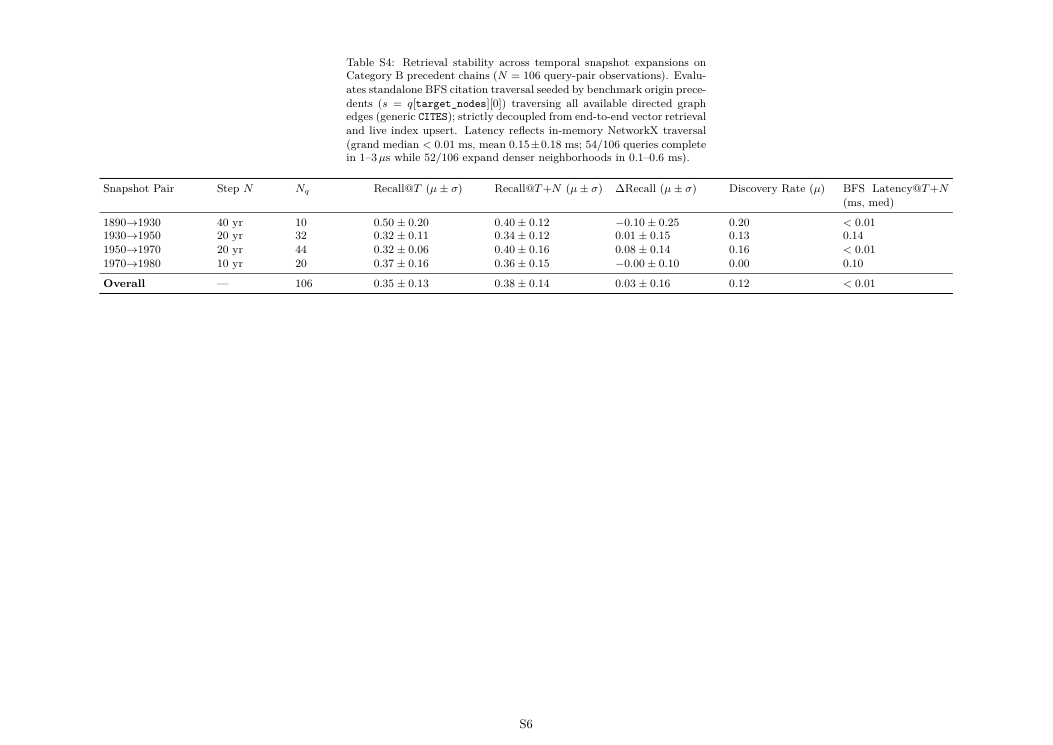 Table S4: Retrieval stability across temporal snapshot expansions on
Category B precedent chains (N = 106 query-pair observations). Evalu-
ates standalone BFS citation traversal seeded by benchmark origin prece-
dents (s = q[target_nodes][0]) traversing all available directed graph
edges (generic CITES); strictly decoupled from end-to-end vector retrieval
and live index upsert. Latency reflects in-memory NetworkX traversal
(grand median < 0.01 ms, mean 0.15±0.18 ms; 54/106 queries complete
in 1–3 µs while 52/106 expand denser neighborhoods in 0.1–0.6 ms).
Snapshot Pair Step N N_q Recall@T (µ ± σ) Recall@T+N (µ ± σ) ΔRecall (µ ± σ) Discovery Rate (µ) BFS Latency@T+N
(ms, med)
1890→1930 40 yr 10 0.50 ± 0.20 0.40 ± 0.12 −0.10 ± 0.25 0.20 < 0.01
1930→1950 20 yr 32 0.32 ± 0.11 0.34 ± 0.12 0.01 ± 0.15 0.13 0.14
1950→1970 20 yr 44 0.32 ± 0.06 0.40 ± 0.16 0.08 ± 0.14 0.16 < 0.01
1970→1980 10 yr 20 0.37 ± 0.16 0.36 ± 0.15 −0.00 ± 0.10 0.00 0.10
Overall — 106 0.35 ± 0.13 0.38 ± 0.14 0.03 ± 0.16 0.12 < 0.01
S6